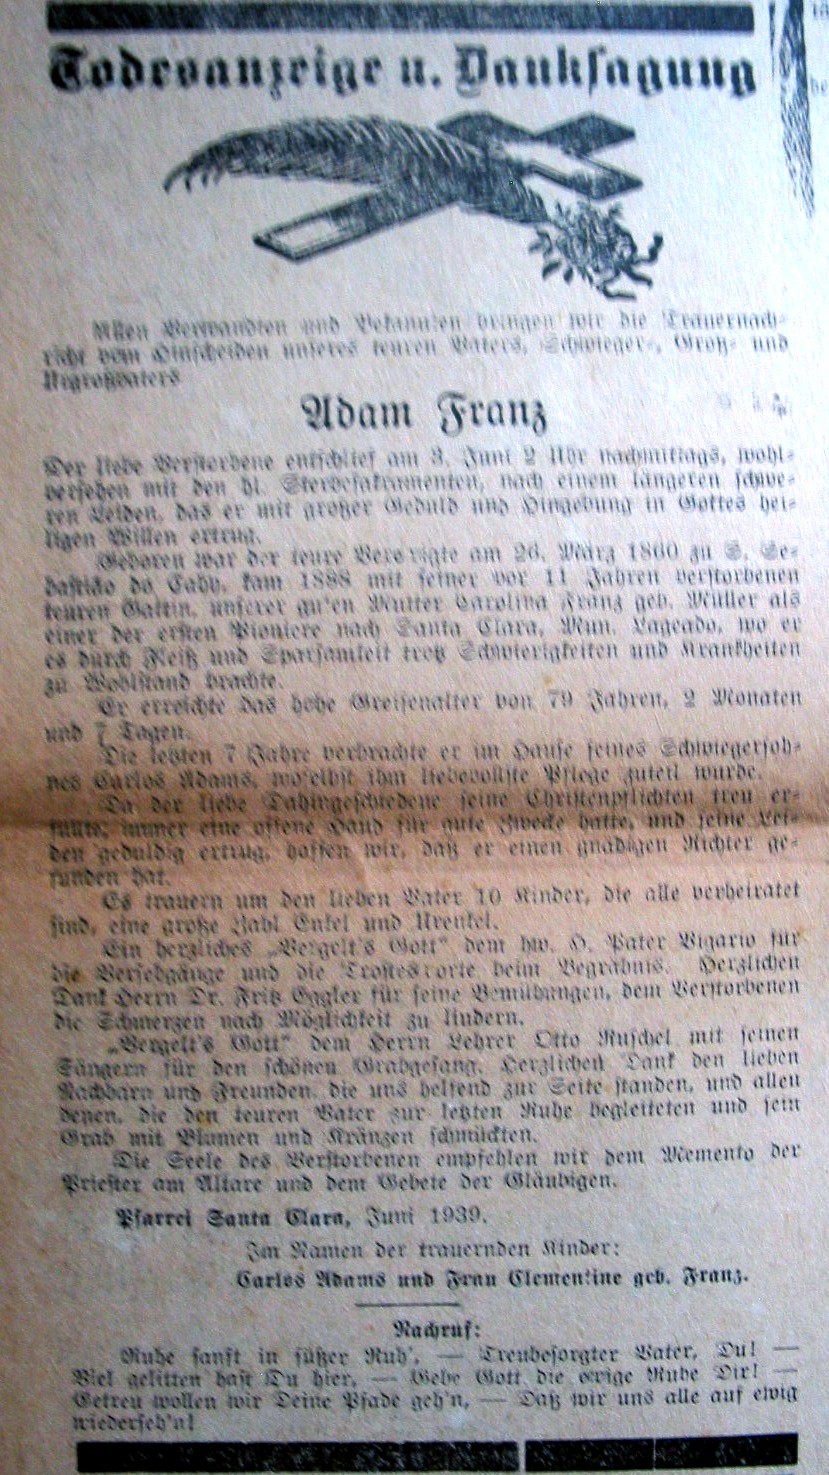 Todesanzeige u. Danksagung
Allen Verwandten und Bekannten bringen wir die Trauernach-
richt vom Hinscheiden unseres teuren Vaters, Schwieger-, Groß- und
Urgroßvaters
Adam Franz
Der liebe Verstorbene entschlief am 3. Juni 2 Uhr nachmittags, wohl-
versehen mit den hl. Sterbesakramenten, nach einem längeren schwe-
ren Leiden, das er mit großer Geduld und Hingebung in Gottes hei-
ligen Willen ertrug.
Geboren war der teure Verewigte am 26. März 1860 zu S. Se-
bastião do Cahy, kam 1888 mit seiner vor 11 Jahren verstorbenen
teuren Gattin, unserer guten Mutter Carolina Franz geb. Müller als
einer der ersten Pioniere nach Santa Clara, Mun. Lageado, wo er
es durch Fleiß und Sparsamkeit trotz Schwierigkeiten und Krankheiten
zu Wohlstand brachte.
Er erreichte das hohe Greisenalter von 79 Jahren, 2 Monaten
und 7 Tagen.
Die letzten 7 Jahre verbrachte er im Hause seines Schwiegersoh-
nes Carlos Adams, woselbst ihm liebevollste Pflege zuteil wurde.
Da der liebe Dahingeschiedene seine Christenpflichten treu er-
füllte, immer eine offene Hand für gute Zwecke hatte, und seine Lei-
den geduldig ertrug, hoffen wir, daß er einen gnädigen Richter ge-
funden hat.
Es trauern um den lieben Vater 10 Kinder, die alle verheiratet
sind, eine große Zahl Enkel und Urenkel.
Ein herzliches „Vergelt's Gott" dem hw. H. Pater Vigario für
die Versehgänge und die Trostesworte beim Begräbnis. Herzlichen
Dank Herrn Dr. Fritz Eggler für seine Bemühungen, dem Verstorbenen
die Schmerzen nach Möglichkeit zu lindern.
„Vergelt's Gott" dem Herrn Lehrer Otto Ruschel mit seinen
Sängern für den schönen Grabgesang. Herzlichen Dank den lieben
Nachbarn und Freunden, die uns helfend zur Seite standen, und allen
denen, die den teuren Vater zur letzten Ruhe begleiteten und sein
Grab mit Blumen und Kränzen schmückten.
Die Seele des Verstorbenen empfehlen wir dem Memento der
Priester am Altare und dem Gebete der Gläubigen.
Pfarrei Santa Clara, Juni 1939.
Im Namen der trauernden Kinder:
Carlos Adams und Frau Clementine geb. Franz.
Nachruf:
Ruhe sanft in süßer Ruh', — Treubesorgter Vater, Du! —
Viel gelitten hast Du hier, — Gebe Gott die ewige Ruhe Dir! —
Getreu wollen wir Deine Pfade geh'n, — Daß wir uns alle auf ewig
wiederseh'n!